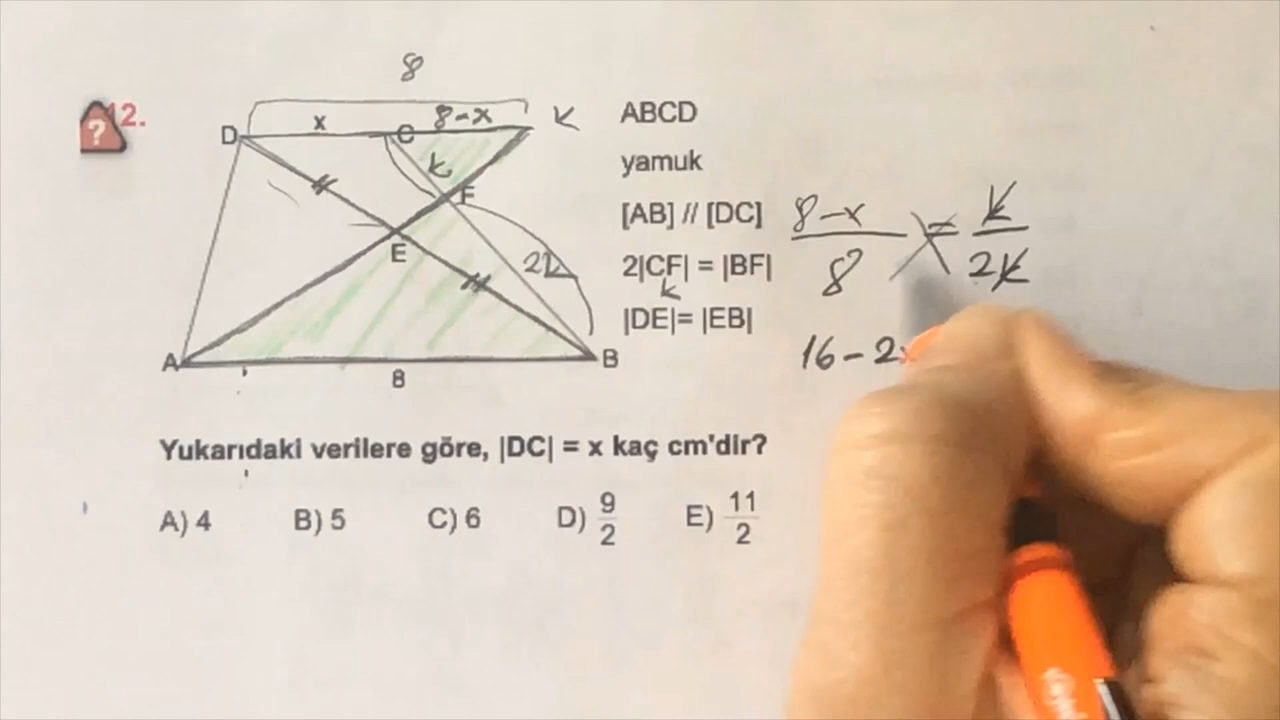 8
12.
?
D x C 8-x K
K
F
E
2k
A B
8
ABCD
yamuk
[AB] // [DC]
2|CF| = |BF|
k
|DE|= |EB|
8-x = k
8 2k
16-2x
Yukarıdaki verilere göre, |DC| = x kaç cm'dir?
A) 4 B) 5 C) 6 D) 9/2 E) 11/2